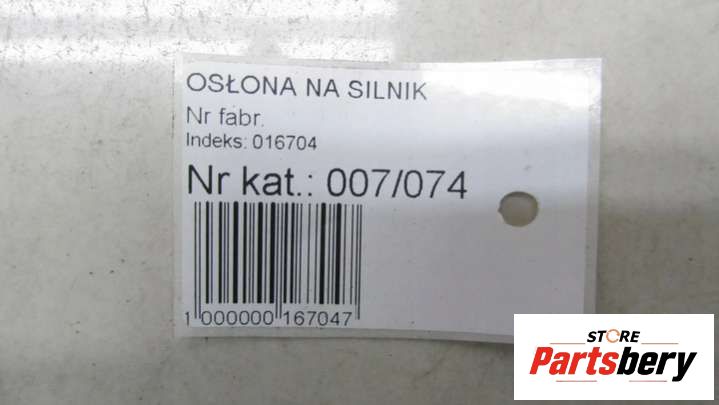 OSŁONA NA SILNIK
Nr fabr.
Indeks: 016704
Nr kat.: 007/074
1 000000 167047
STORE
Partsbery